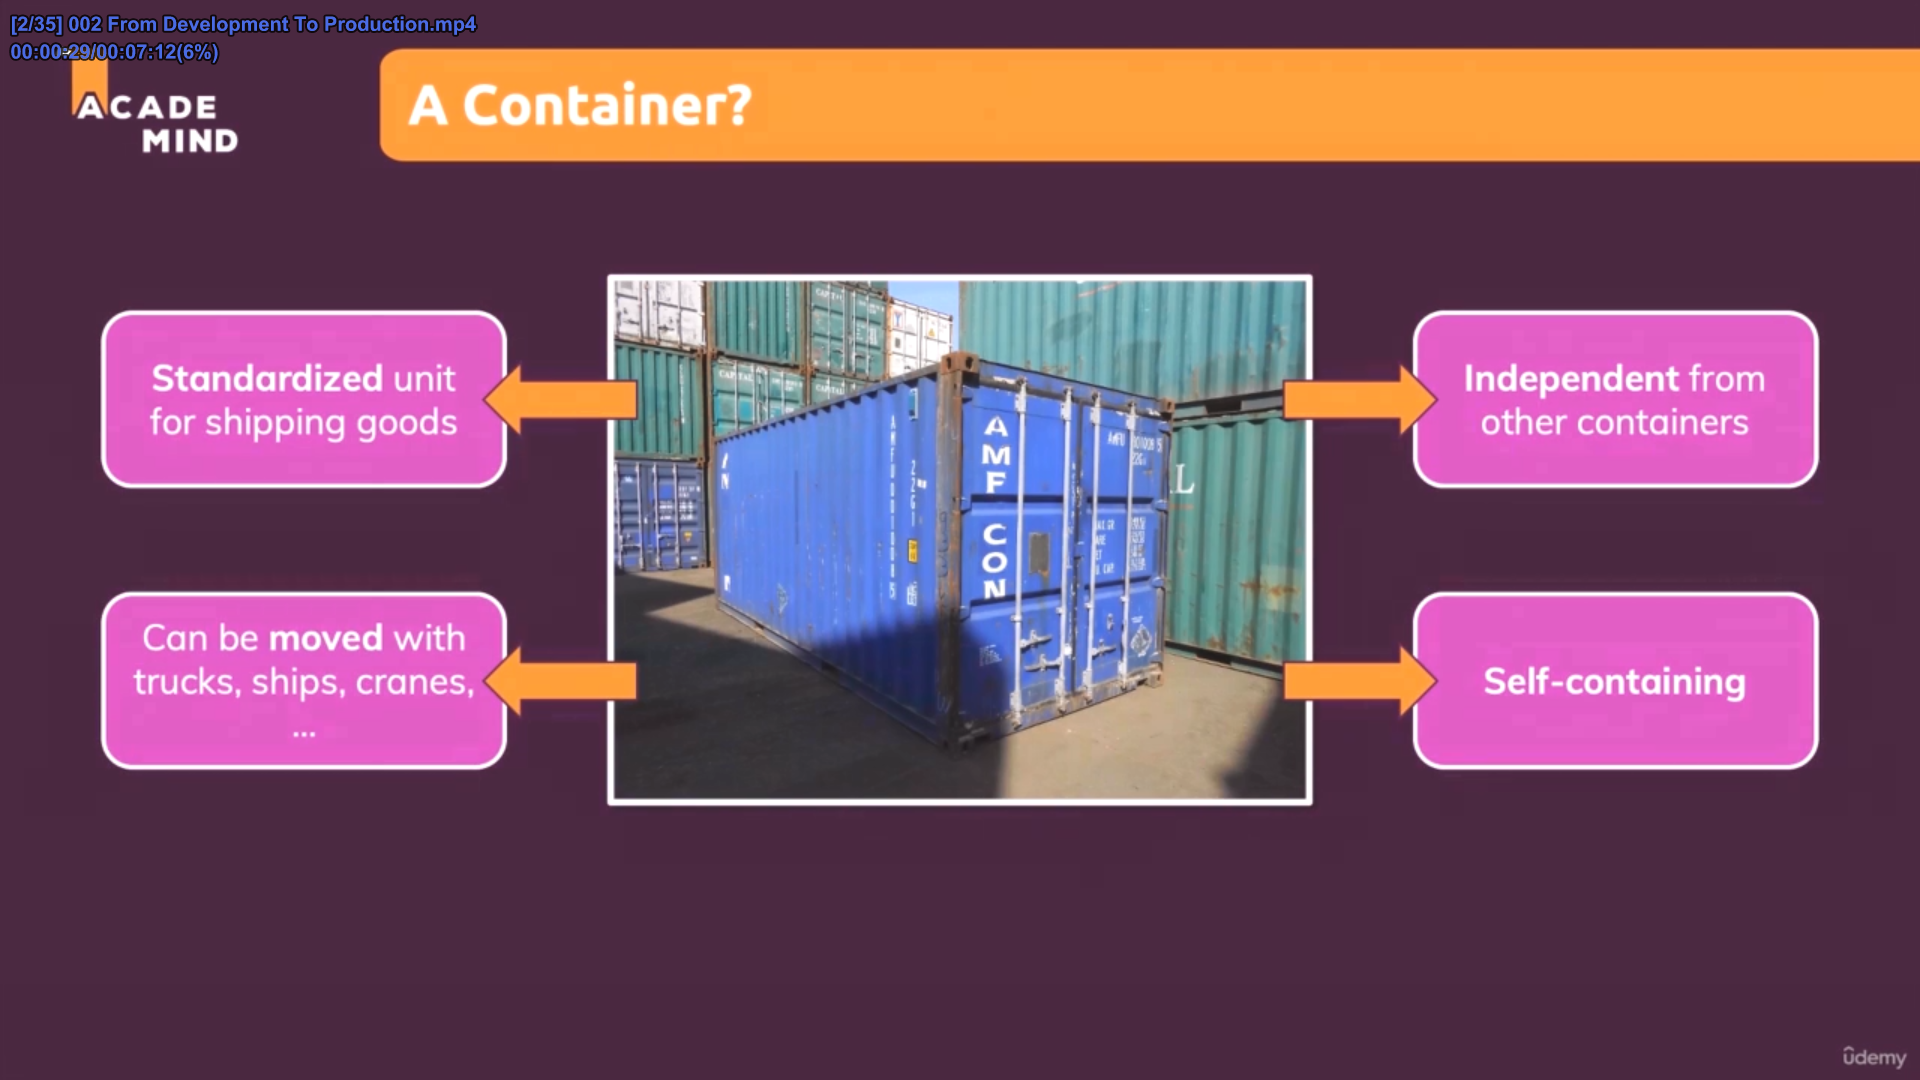 [2/35] 002 From Development To Production.mp4
00:00:29/00:07:12(6%)
ACADE
MIND
A Container?
Standardized unit
for shipping goods
Can be moved with
trucks, ships, cranes,
...
AMF CON
Independent from
other containers
Self-containing
ûdemy